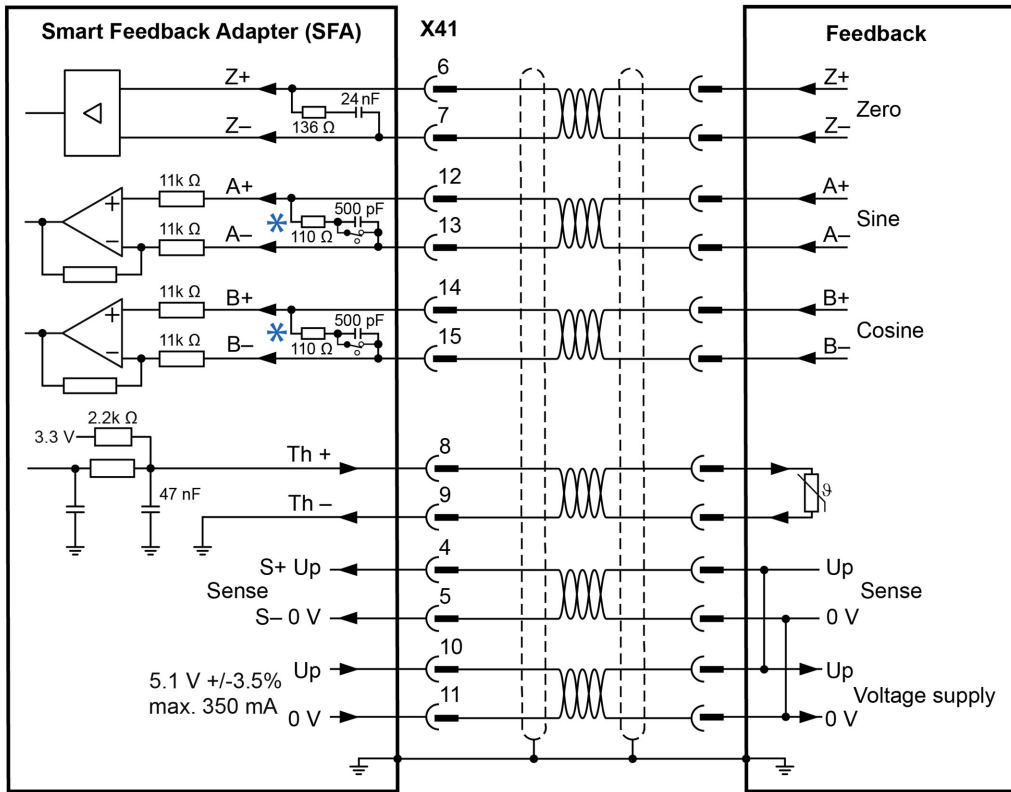 Smart Feedback Adapter (SFA)
X41
Feedback
Z+
24 nF
136 Ω
Z–
6
7
Z+
Zero
Z–
11k Ω
A+
500 pF
*
110 Ω
11k Ω
A–
12
13
A+
Sine
A–
11k Ω
B+
500 pF
*
110 Ω
11k Ω
B–
14
15
B+
Cosine
B–
2.2k Ω
3.3 V
47 nF
Th +
Th –
8
9
ϑ
S+ Up
Sense
S– 0 V
4
5
Up
Sense
0 V
5.1 V +/-3.5%
max. 350 mA
Up
0 V
10
11
Up
Voltage supply
0 V